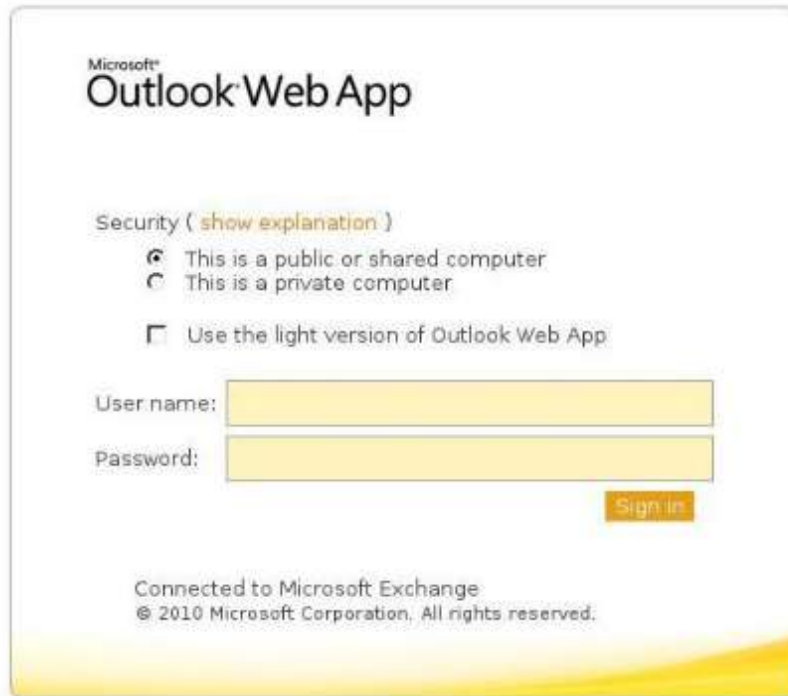 Microsoft®
Outlook Web App
Security ( show explanation )
This is a public or shared computer
This is a private computer
Use the light version of Outlook Web App
User name:
Password:
Sign in
Connected to Microsoft Exchange
© 2010 Microsoft Corporation. All rights reserved.